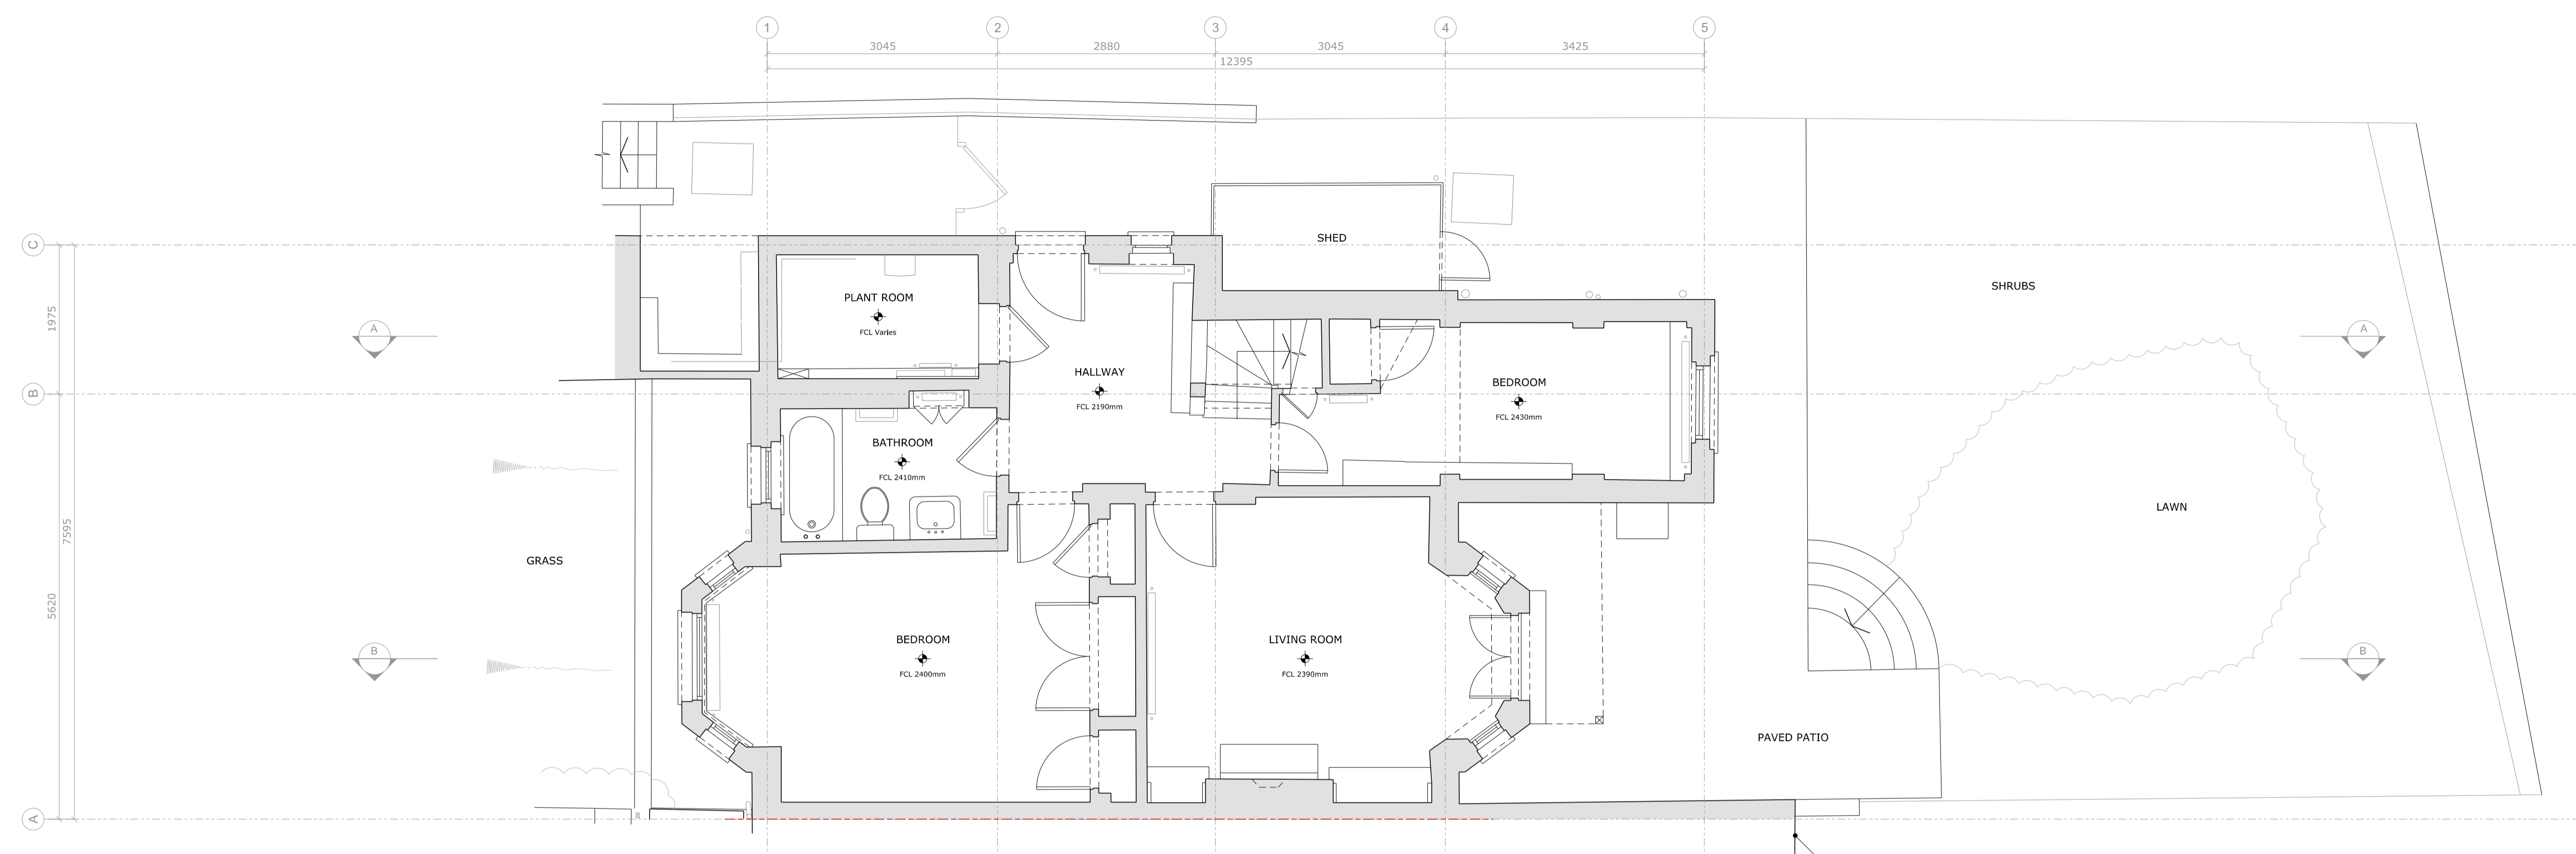 1
2
3
4
5
3045
2880
3045
3425
12395
C
B
A
1975
7595
5620
A
A
B
B
SHED
SHRUBS
PLANT ROOM
FCL Varies
HALLWAY
FCL 2190mm
BEDROOM
FCL 2430mm
BATHROOM
FCL 2410mm
LAWN
GRASS
BEDROOM
FCL 2400mm
LIVING ROOM
FCL 2390mm
PAVED PATIO